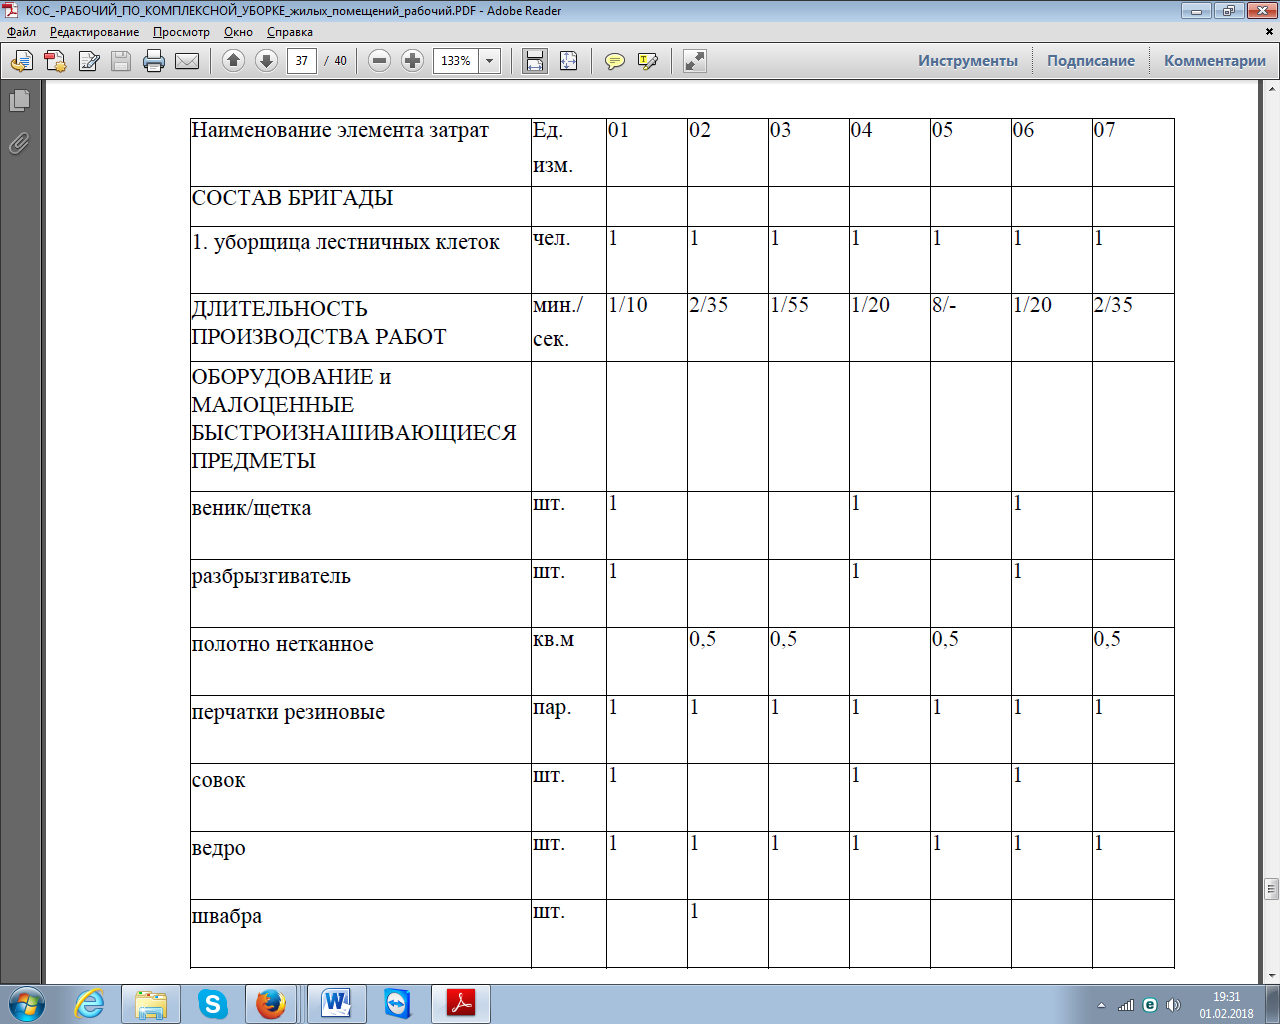 КОС_-РАБОЧИЙ_ПО_КОМПЛЕКСНОЙ_УБОРКЕ_жилых_помещений_рабочий.PDF - Adobe Reader
Файл Редактирование Просмотр Окно Справка
37 / 40 133% Инструменты Подписание Комментарии
Наименование элемента затрат Ед. изм. 01 02 03 04 05 06 07
СОСТАВ БРИГАДЫ
1. уборщица лестничных клеток чел. 1 1 1 1 1 1 1
ДЛИТЕЛЬНОСТЬ мин./ 1/10 2/35 1/55 1/20 8/- 1/20 2/35
ПРОИЗВОДСТВА РАБОТ сек.
ОБОРУДОВАНИЕ и
МАЛОЦЕННЫЕ
БЫСТРОИЗНАШИВАЮЩИЕСЯ
ПРЕДМЕТЫ
веник/щетка шт. 1 1 1
разбрызгиватель шт. 1 1 1
полотно нетканное кв.м 0,5 0,5 0,5 0,5
перчатки резиновые пар. 1 1 1 1 1 1 1
совок шт. 1 1 1
ведро шт. 1 1 1 1 1 1 1
швабра шт. 1
19:31
01.02.2018